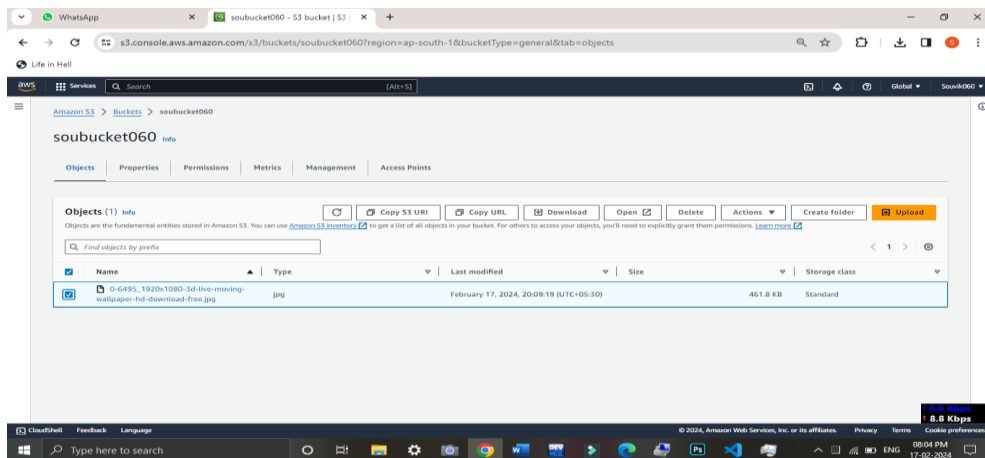 WhatsApp
soubucket060 - S3 bucket | S3 |
s3.console.aws.amazon.com/s3/buckets/soubucket060?region=ap-south-1&bucketType=general&tab=objects
S
Life in Hell
aws
Services
Search
[Alt+S]
Global
Souvik060
Amazon S3 > Buckets > soubucket060
soubucket060 Info
Objects
Properties
Permissions
Metrics
Management
Access Points
Objects (1) Info
Copy S3 URI
Copy URL
Download
Open
Delete
Actions
Create folder
Upload
Objects are the fundamental entities stored in Amazon S3. You can use Amazon S3 inventory to get a list of all objects in your bucket. For others to access your objects, you'll need to explicitly grant them permissions. Learn more
Find objects by prefix
1
Name
Type
Last modified
Size
Storage class
0-6495_1920x1080-3d-live-moving-
wallpaper-hd-download-free.jpg
jpg
February 17, 2024, 20:09:19 (UTC+05:30)
461.8 KB
Standard
0.0 Kbps
8.8 Kbps
CloudShell
Feedback
Language
© 2024, Amazon Web Services, Inc. or its affiliates.
Privacy
Terms
Cookie preferences
Type here to search
Ps
ENG
08:04 PM
17-02-2024